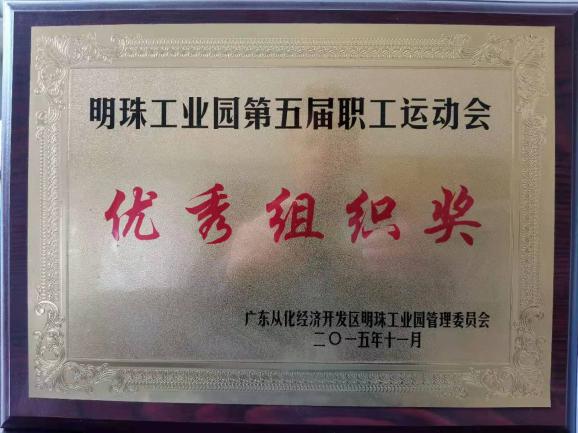 明珠工业园第五届职工运动会
优秀组织奖
广东从化经济开发区明珠工业园管理委员会
二〇一五年十一月